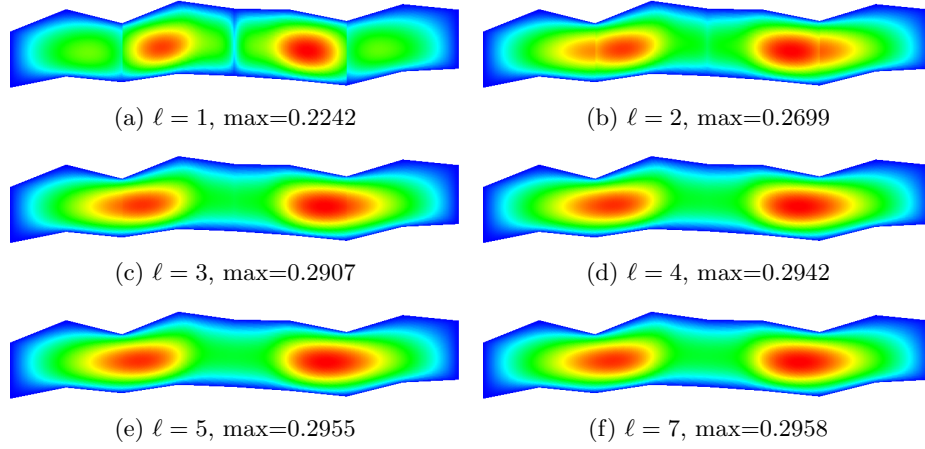 (a) ℓ = 1, max=0.2242
(b) ℓ = 2, max=0.2699
(c) ℓ = 3, max=0.2907
(d) ℓ = 4, max=0.2942
(e) ℓ = 5, max=0.2955
(f) ℓ = 7, max=0.2958